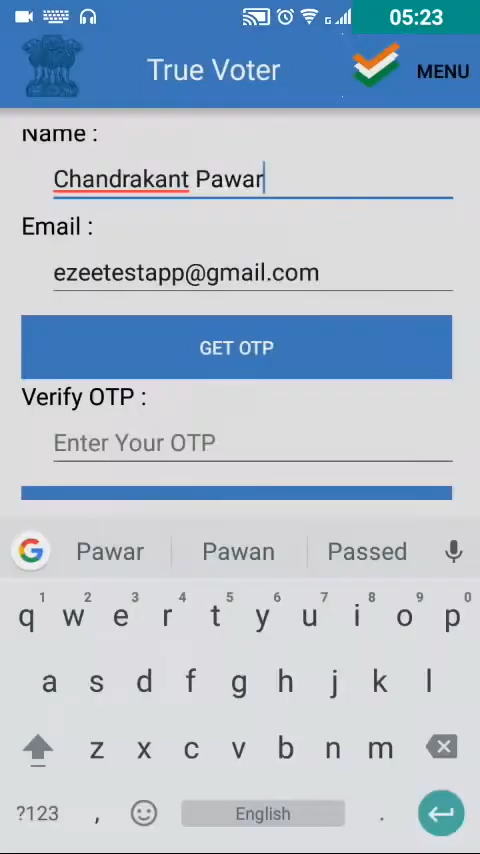 05:23
True Voter
MENU
Name :
Chandrakant Pawar
Email :
ezeetestapp@gmail.com
GET OTP
Verify OTP :
Enter Your OTP
G Pawar Pawan Passed
1 2 3 4 5 6 7 8 9 0
q w e r t y u i o p
a s d f g h j k l
z x c v b n m
?123 , English .